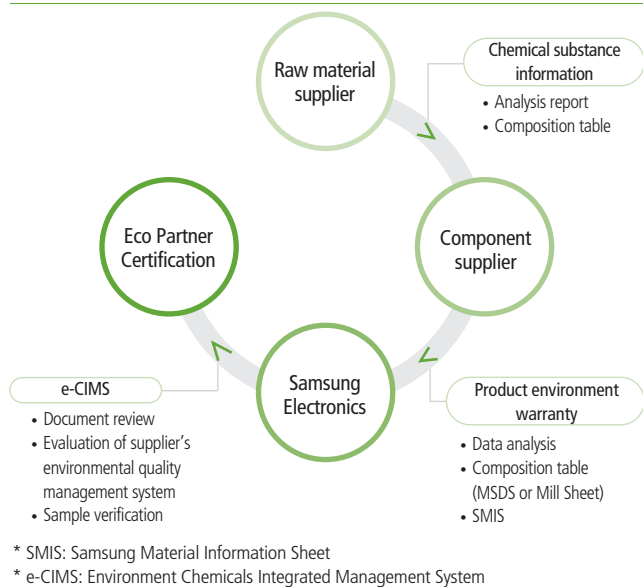 Raw material
supplier
Chemical substance
information
• Analysis report
• Composition table
Component
supplier
Product environment
warranty
• Data analysis
• Composition table
(MSDS or Mill Sheet)
• SMIS
Samsung
Electronics
e-CIMS
• Document review
• Evaluation of supplier's
environmental quality
management system
• Sample verification
Eco Partner
Certification
* SMIS: Samsung Material Information Sheet
* e-CIMS: Environment Chemicals Integrated Management System